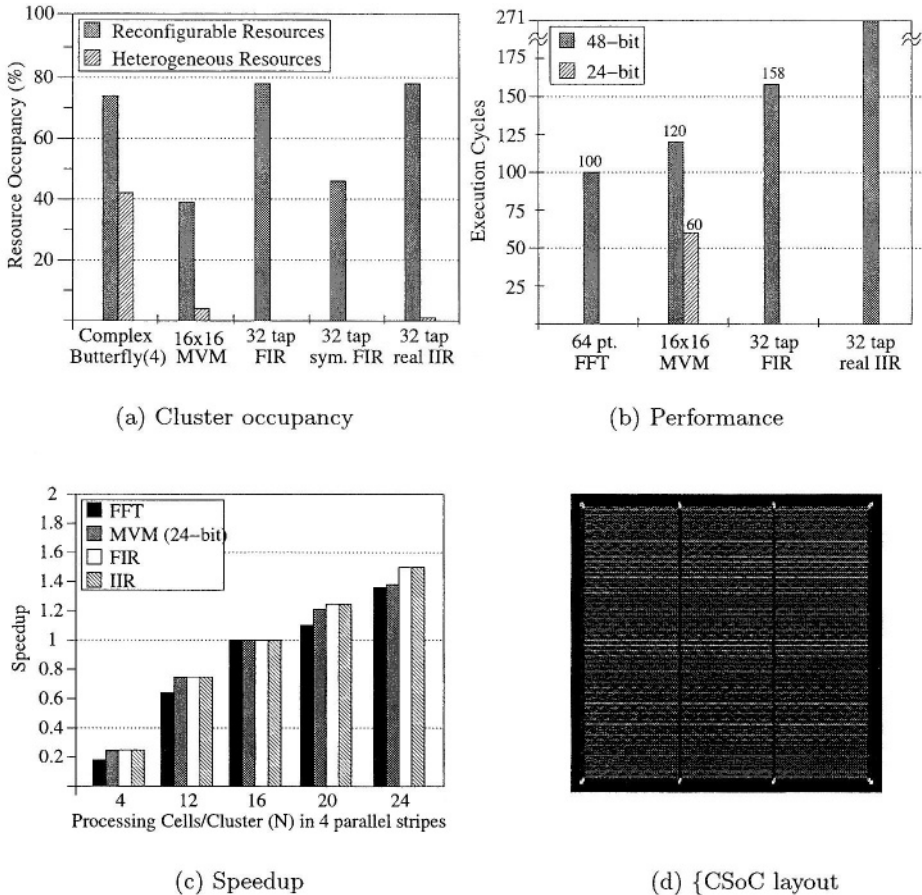 100
80
60
40
20
Resource Occupancy (%)
Reconfigurable Resources
Heterogeneous Resources
Complex Butterfly(4)
16x16 MVM
32 tap FIR
32 tap sym. FIR
32 tap real IIR
(a) Cluster occupancy
271
175
150
125
100
75
50
25
Execution Cycles
48-bit
24-bit
100
120
60
158
64 pt. FFT
16x16 MVM
32 tap FIR
32 tap real IIR
(b) Performance
2
1.8
1.6
1.4
1.2
1
0.8
0.6
0.4
0.2
Speedup
FFT
MVM (24-bit)
FIR
IIR
4
12
16
20
24
Processing Cells/Cluster (N) in 4 parallel stripes
(c) Speedup
(d) {CSoC layout